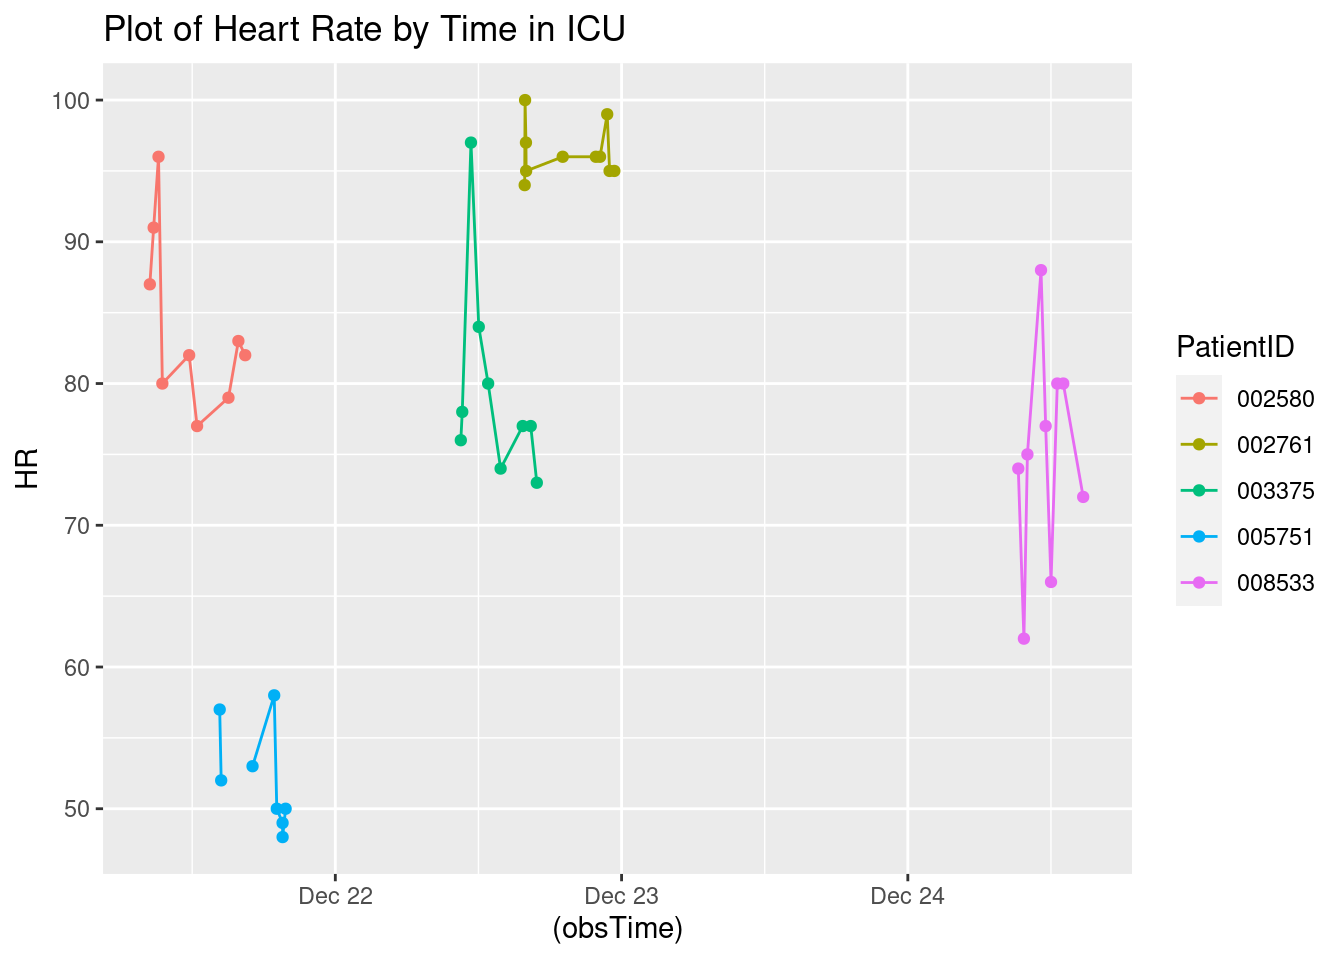 Plot of Heart Rate by Time in ICU
100
90
80
70
60
50
HR
Dec 22
Dec 23
Dec 24
(obsTime)
PatientID
002580
002761
003375
005751
008533